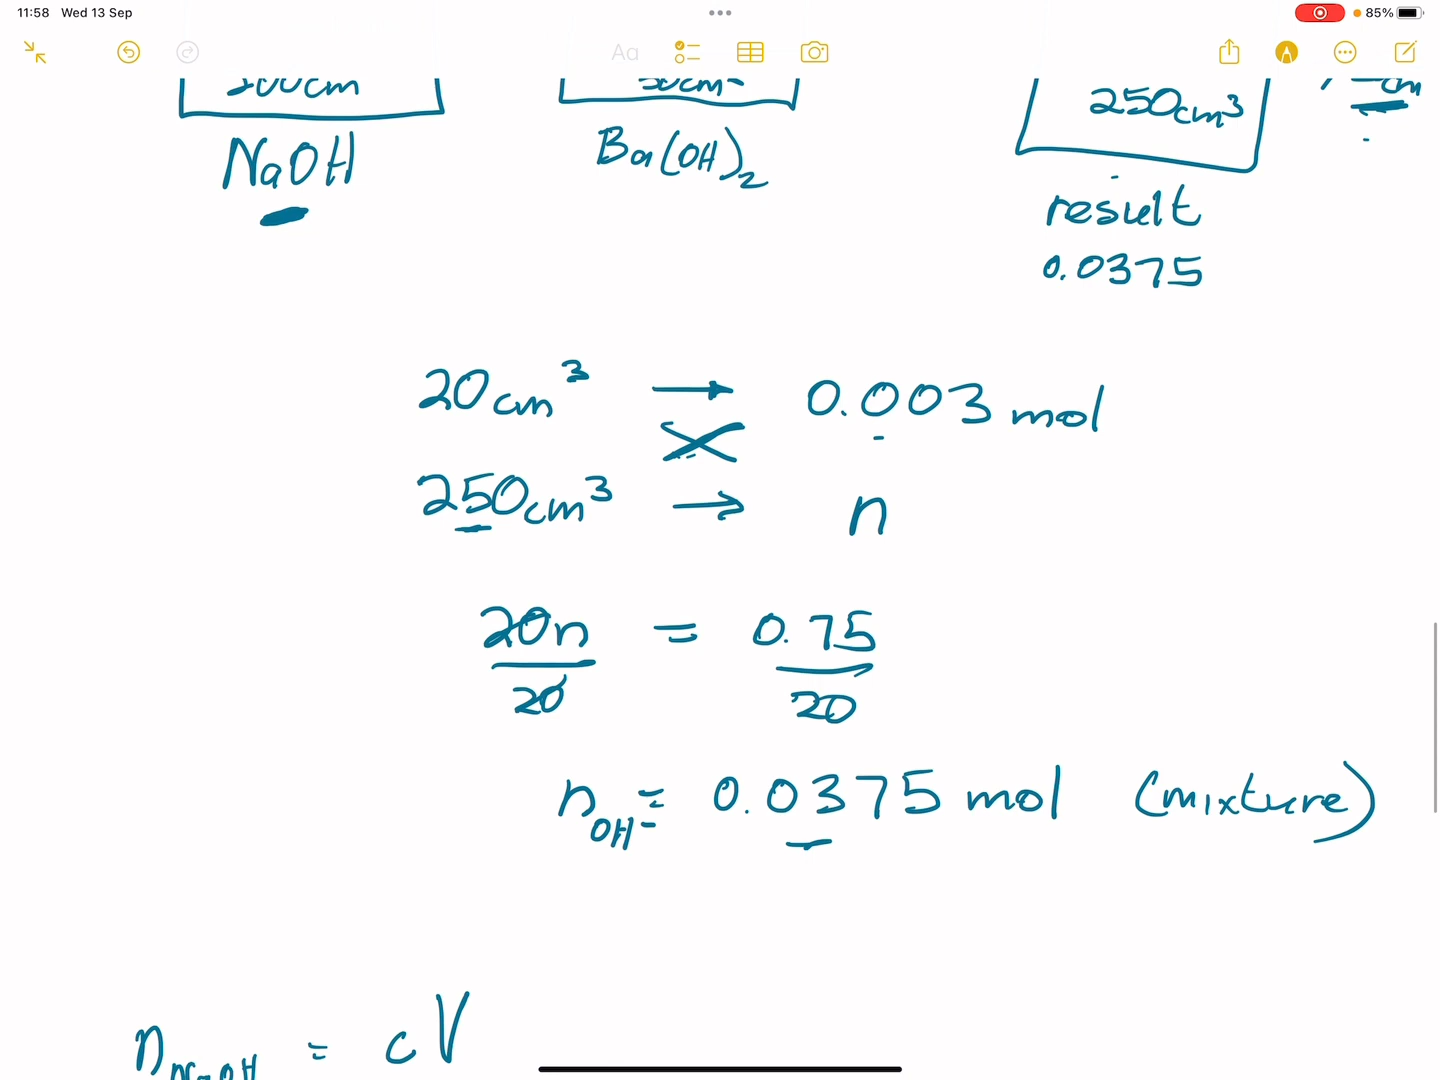 11:58 Wed 13 Sep
85%
Aa
250cm³
cm
NaOH
Ba(OH)₂
result
0.0375
20cm³ → 0.003 mol
250cm³ → n
20n = 0.75
20 20
nOH⁻ = 0.0375 mol (mixture)
= cV